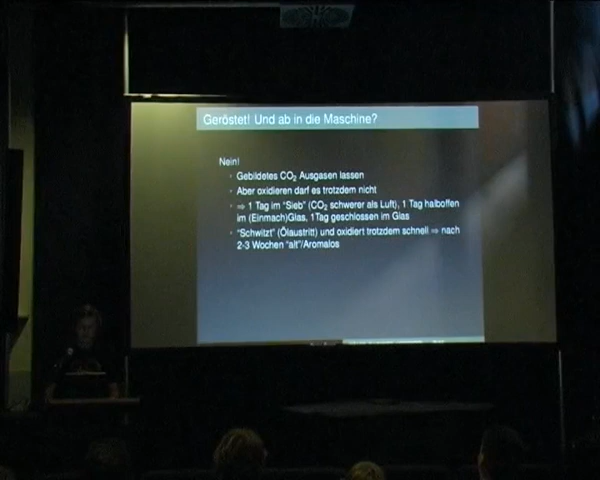 Geröstet! Und ab in die Maschine?
Nein!
Gebildetes CO₂ Ausgasen lassen
Aber oxidieren darf es trotzdem nicht
⇒ 1 Tag im "Sieb" (CO₂ schwerer als Luft), 1 Tag halboffen
im (Einmach)Glas, 1Tag geschlossen im Glas
"Schwitzt" (Ölaustritt) und oxidiert trotzdem schnell ⇒ nach
2-3 Wochen "alt"/Aromalos